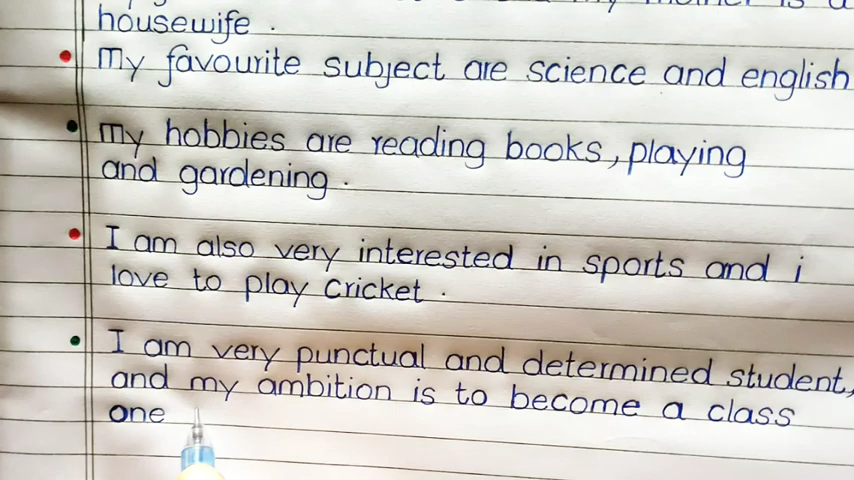 housewife .
My favourite subject are science and english
My hobbies are reading books, playing
and gardening .
I am also very interested in sports and i
love to play cricket .
I am very punctual and determined student,
and my ambition is to become a class
one